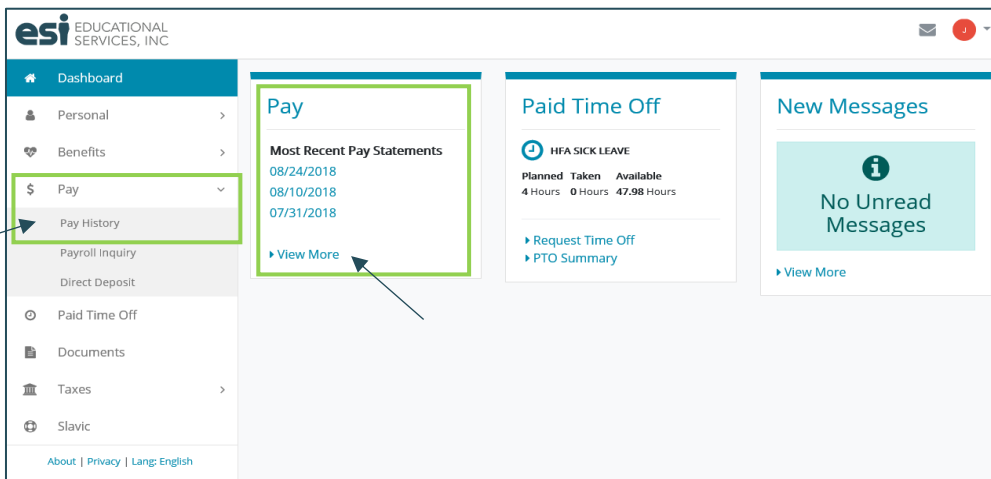 esi EDUCATIONAL
SERVICES, INC
J
Dashboard
Personal
Benefits
$ Pay
Pay History
Payroll Inquiry
Direct Deposit
Paid Time Off
Documents
Taxes
Slavic
About | Privacy | Lang: English
Pay
Most Recent Pay Statements
08/24/2018
08/10/2018
07/31/2018
View More
Paid Time Off
HFA SICK LEAVE
Planned Taken Available
4 Hours 0 Hours 47.98 Hours
Request Time Off
PTO Summary
New Messages
No Unread
Messages
View More